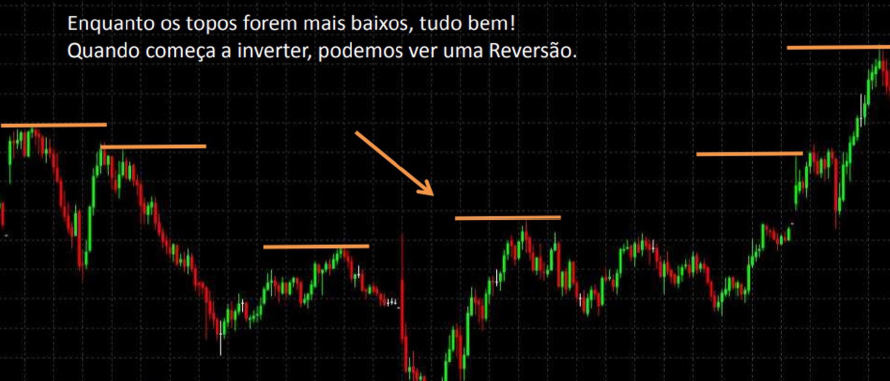 Enquanto os topos forem mais baixos, tudo bem!
Quando começa a inverter, podemos ver uma Reversão.